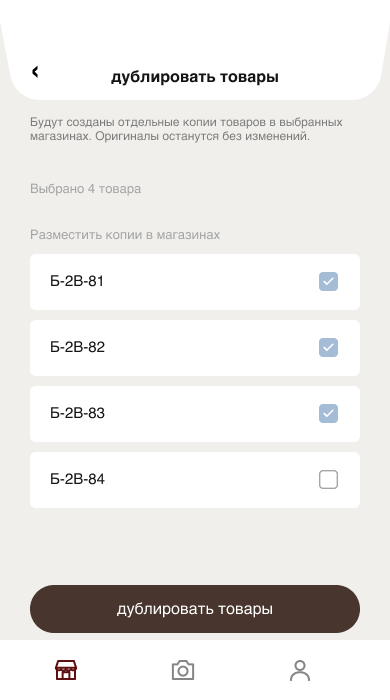 дублировать товары
Будут созданы отдельные копии товаров в выбранных
магазинах. Оригиналы останутся без изменений.
Выбрано 4 товара
Разместить копии в магазинах
Б-2В-81
Б-2В-82
Б-2В-83
Б-2В-84
дублировать товары